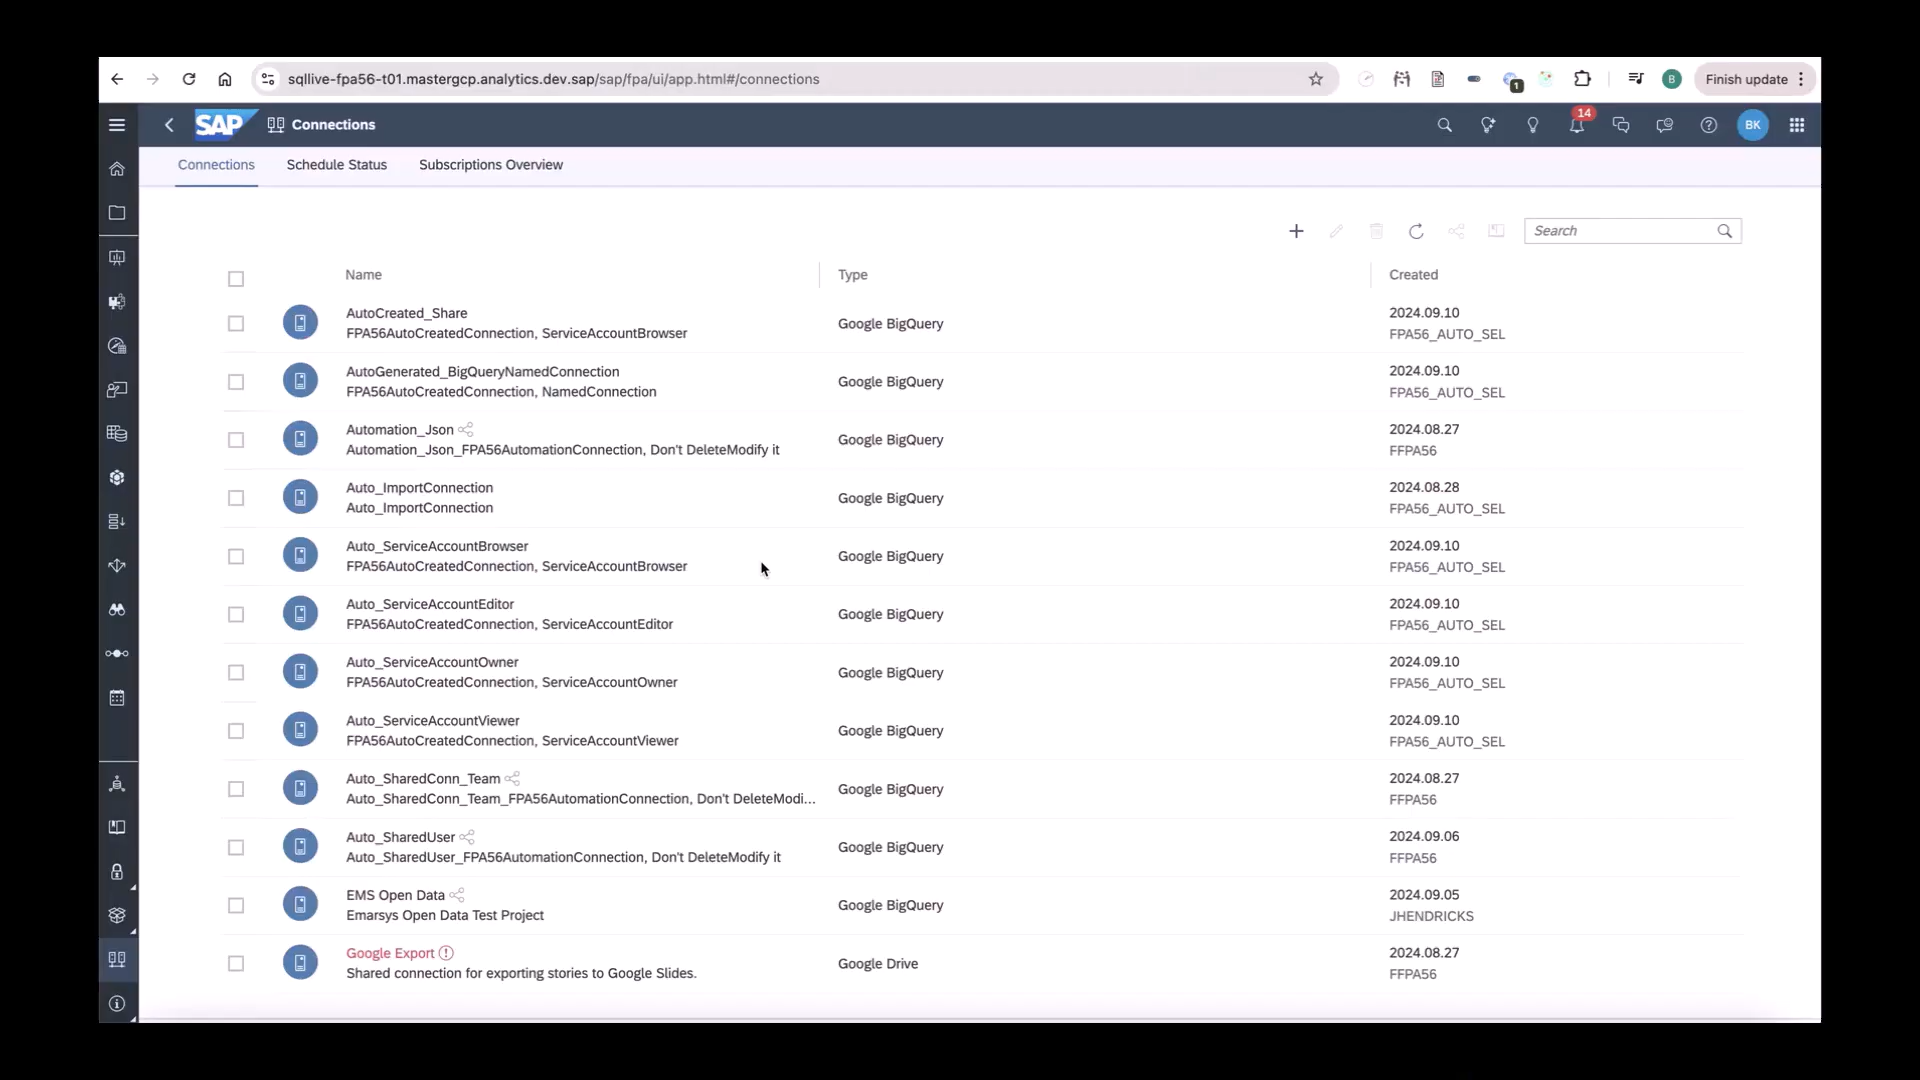 sqllive-fpa56-t01.mastergcp.analytics.dev.sap/sap/fpa/ui/app.html#/connections
1
B
Finish update
SAP
Connections
14
BK
Connections
Schedule Status
Subscriptions Overview
Search
Name
Type
Created
AutoCreated_Share
FPA56AutoCreatedConnection, ServiceAccountBrowser
Google BigQuery
2024.09.10
FPA56_AUTO_SEL
AutoGenerated_BigQueryNamedConnection
FPA56AutoCreatedConnection, NamedConnection
Google BigQuery
2024.09.10
FPA56_AUTO_SEL
Automation_Json
Automation_Json_FPA56AutomationConnection, Don't DeleteModify it
Google BigQuery
2024.08.27
FFPA56
Auto_ImportConnection
Auto_ImportConnection
Google BigQuery
2024.08.28
FPA56_AUTO_SEL
Auto_ServiceAccountBrowser
FPA56AutoCreatedConnection, ServiceAccountBrowser
Google BigQuery
2024.09.10
FPA56_AUTO_SEL
Auto_ServiceAccountEditor
FPA56AutoCreatedConnection, ServiceAccountEditor
Google BigQuery
2024.09.10
FPA56_AUTO_SEL
Auto_ServiceAccountOwner
FPA56AutoCreatedConnection, ServiceAccountOwner
Google BigQuery
2024.09.10
FPA56_AUTO_SEL
Auto_ServiceAccountViewer
FPA56AutoCreatedConnection, ServiceAccountViewer
Google BigQuery
2024.09.10
FPA56_AUTO_SEL
Auto_SharedConn_Team
Auto_SharedConn_Team_FPA56AutomationConnection, Don't DeleteModi...
Google BigQuery
2024.08.27
FFPA56
Auto_SharedUser
Auto_SharedUser_FPA56AutomationConnection, Don't DeleteModify it
Google BigQuery
2024.09.06
FFPA56
EMS Open Data
Emarsys Open Data Test Project
Google BigQuery
2024.09.05
JHENDRICKS
Google Export
Shared connection for exporting stories to Google Slides.
Google Drive
2024.08.27
FFPA56